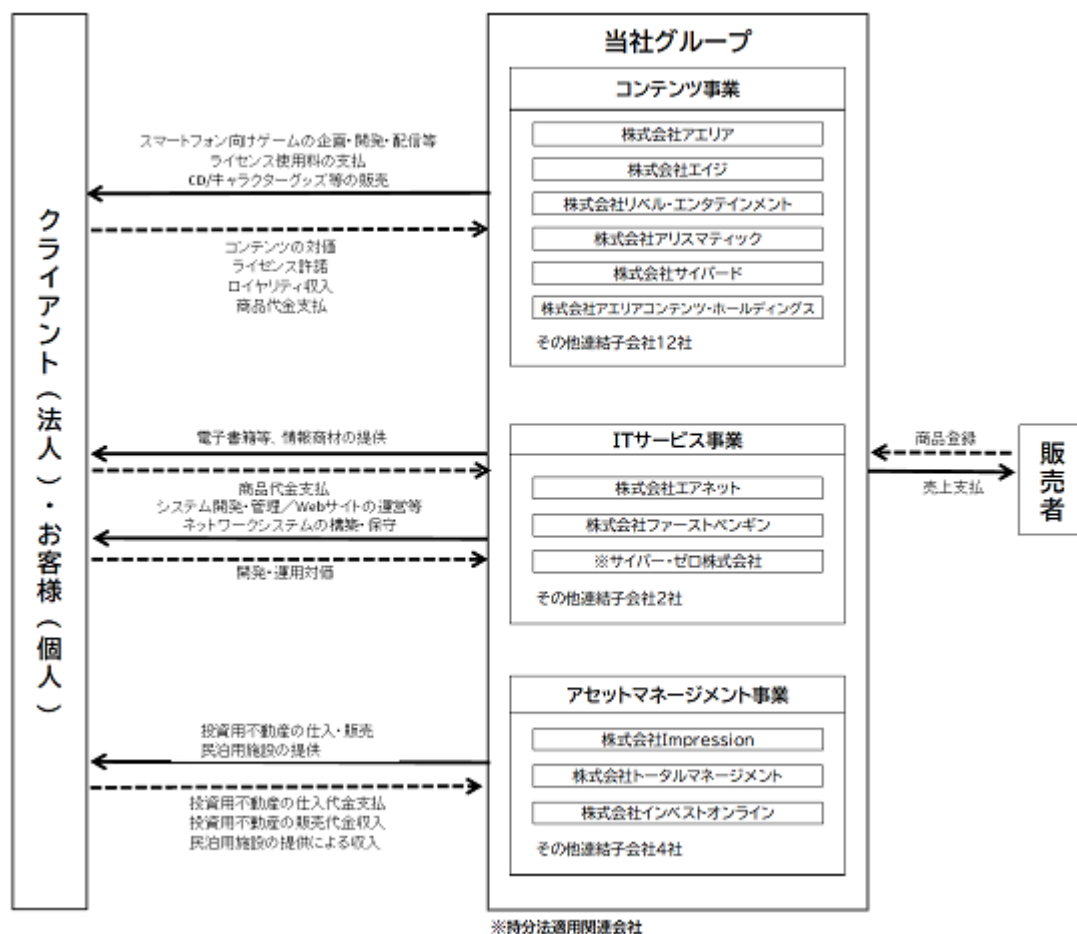 当社グループ
コンテンツ事業
株式会社アエリア
株式会社エイジ
株式会社リベル・エンタテインメント
株式会社アリスマティック
株式会社サイバード
株式会社アエリアコンテンツ・ホールディングス
その他連結子会社12社
スマートフォン向けゲームの企画・開発・配信等
ライセンス使用料の支払
CD/キャラクターグッズ等の販売
コンテンツの対価
ライセンス許諾
ロイヤリティ収入
商品代金支払
クライアント(法人)・お客様(個人)
ITサービス事業
株式会社エアネット
株式会社ファーストペンギン
※サイバー・ゼロ株式会社
その他連結子会社2社
電子書籍等、情報商材の提供
商品代金支払
システム開発・管理／Webサイトの運営等
ネットワークシステムの構築・保守
開発・運用対価
商品登録
売上支払
販売者
アセットマネージメント事業
株式会社Impression
株式会社トータルマネージメント
株式会社インベストオンライン
その他連結子会社4社
投資用不動産の仕入・販売
民泊用施設の提供
投資用不動産の仕入代金支払
投資用不動産の販売代金収入
民泊用施設の提供による収入
※持分法適用関連会社